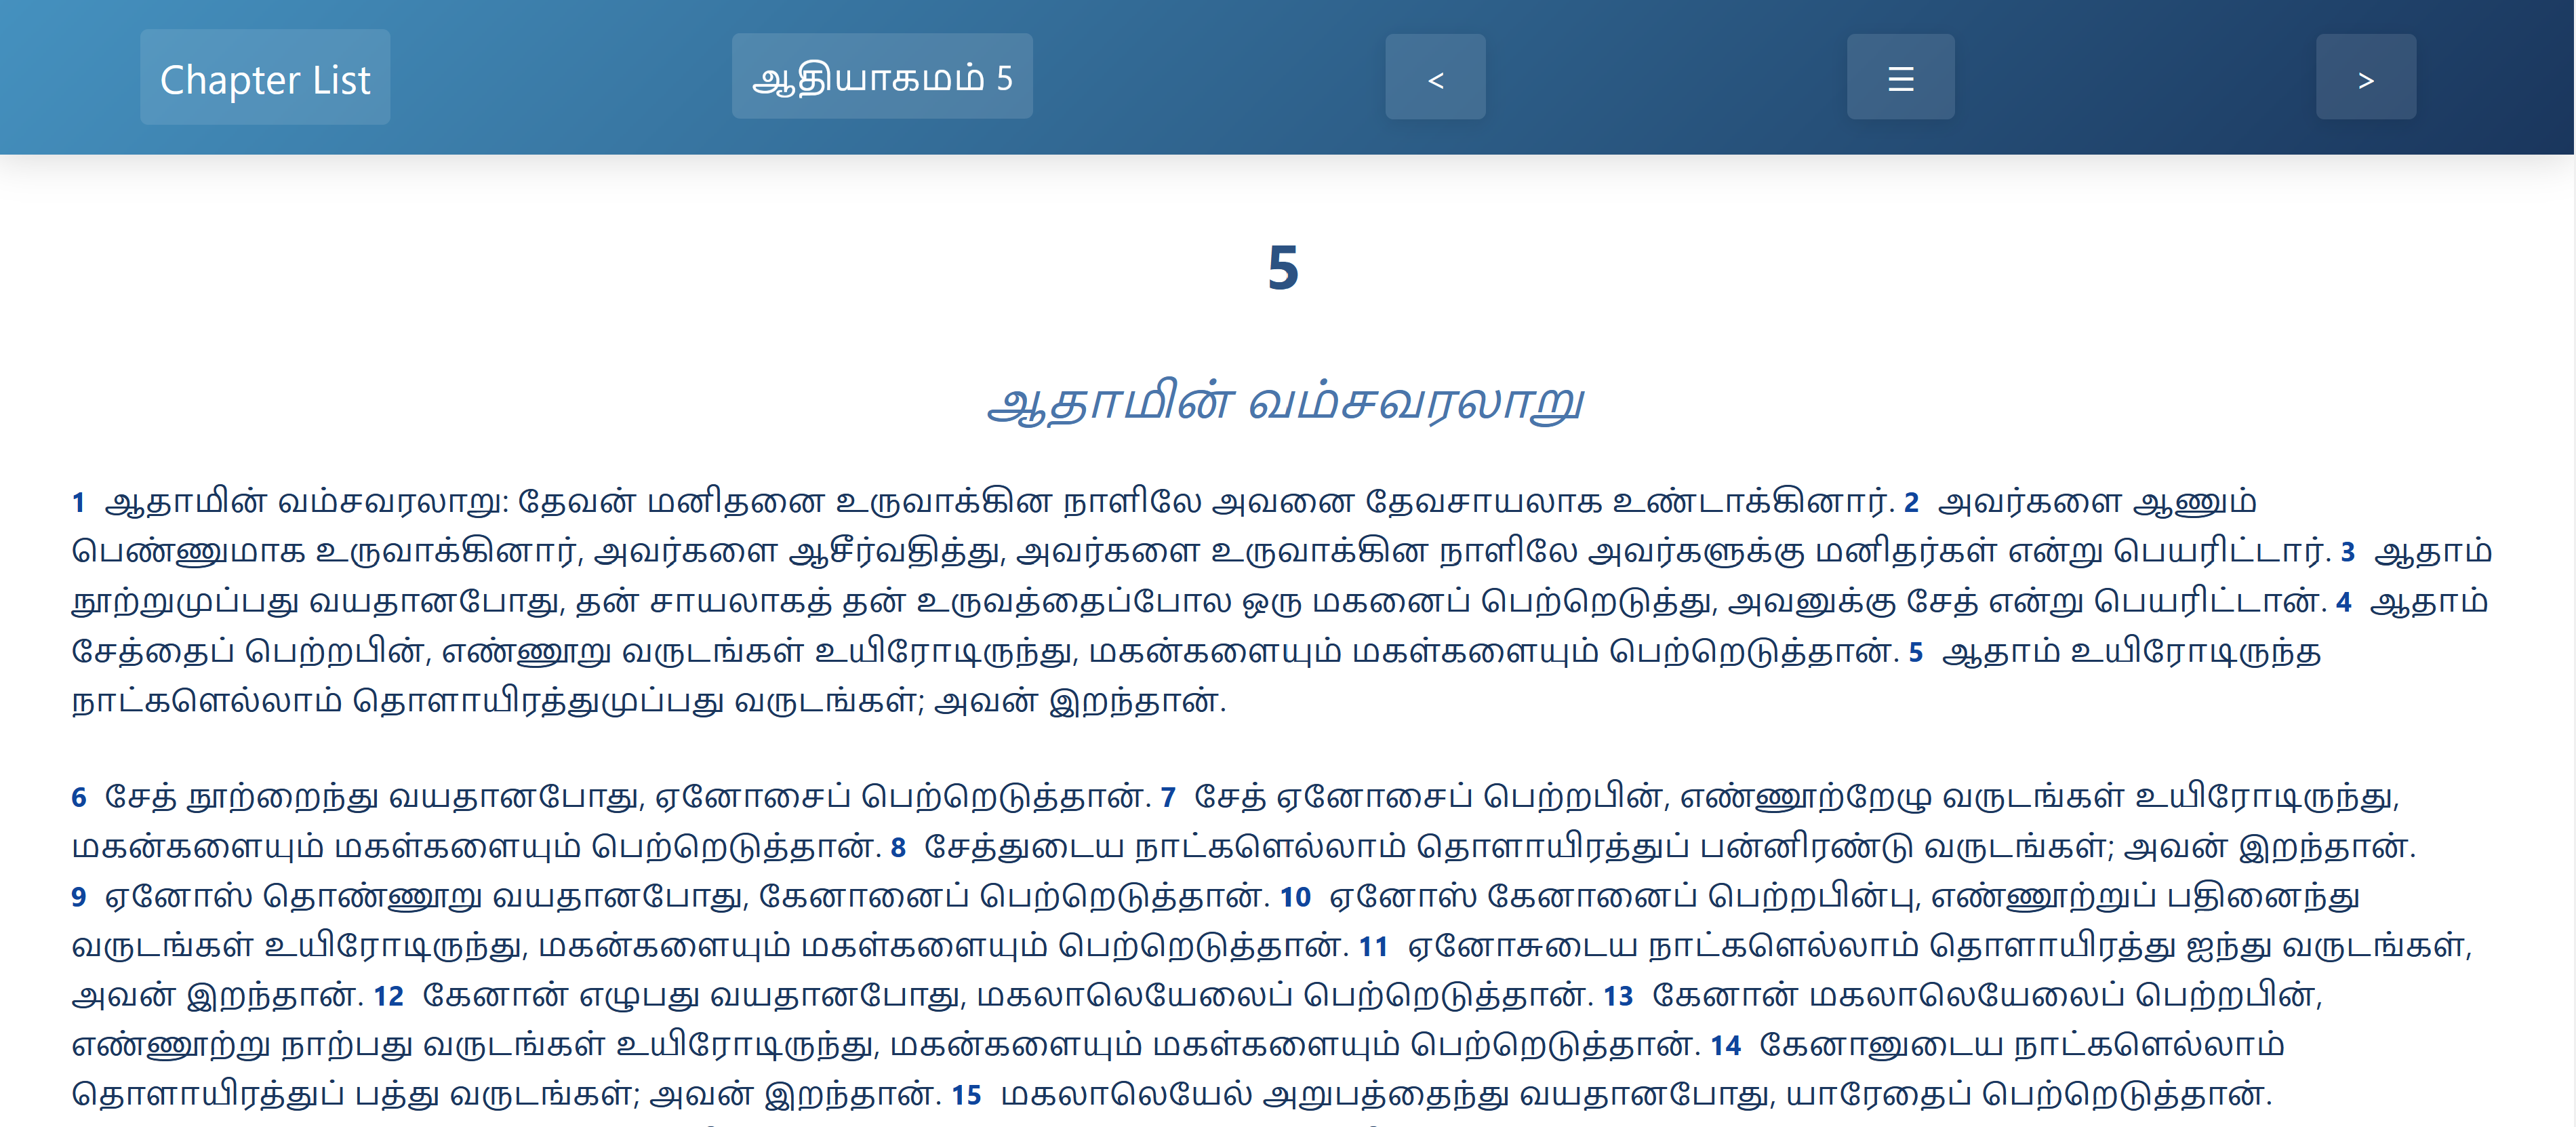 Chapter List ஆதியாகமம் 5 < ☰ >
5
ஆதாமின் வம்சவரலாறு
1 ஆதாமின் வம்சவரலாறு: தேவன் மனிதனை உருவாக்கின நாளிலே அவனை தேவசாயலாக உண்டாக்கினார். 2 அவர்களை ஆணும்
பெண்ணுமாக உருவாக்கினார், அவர்களை ஆசீர்வதித்து, அவர்களை உருவாக்கின நாளிலே அவர்களுக்கு மனிதர்கள் என்று பெயரிட்டார். 3 ஆதாம்
நூற்றுமுப்பது வயதானபோது, தன் சாயலாகத் தன் உருவத்தைப்போல ஒரு மகனைப் பெற்றெடுத்து, அவனுக்கு சேத் என்று பெயரிட்டான். 4 ஆதாம்
சேத்தைப் பெற்றபின், எண்ணூறு வருடங்கள் உயிரோடிருந்து, மகன்களையும் மகள்களையும் பெற்றெடுத்தான். 5 ஆதாம் உயிரோடிருந்த
நாட்களெல்லாம் தொளாயிரத்துமுப்பது வருடங்கள்; அவன் இறந்தான்.
6 சேத் நூற்றைந்து வயதானபோது, ஏனோசைப் பெற்றெடுத்தான். 7 சேத் ஏனோசைப் பெற்றபின், எண்ணூற்றேழு வருடங்கள் உயிரோடிருந்து,
மகன்களையும் மகள்களையும் பெற்றெடுத்தான். 8 சேத்துடைய நாட்களெல்லாம் தொளாயிரத்துப் பன்னிரண்டு வருடங்கள்; அவன் இறந்தான்.
9 ஏனோஸ் தொண்ணூறு வயதானபோது, கேனானைப் பெற்றெடுத்தான். 10 ஏனோஸ் கேனானைப் பெற்றபின்பு, எண்ணூற்றுப் பதினைந்து
வருடங்கள் உயிரோடிருந்து, மகன்களையும் மகள்களையும் பெற்றெடுத்தான். 11 ஏனோசுடைய நாட்களெல்லாம் தொளாயிரத்து ஐந்து வருடங்கள்,
அவன் இறந்தான். 12 கேனான் எழுபது வயதானபோது, மகலாலெயேலைப் பெற்றெடுத்தான். 13 கேனான் மகலாலெயேலைப் பெற்றபின்,
எண்ணூற்று நாற்பது வருடங்கள் உயிரோடிருந்து, மகன்களையும் மகள்களையும் பெற்றெடுத்தான். 14 கேனானுடைய நாட்களெல்லாம்
தொளாயிரத்துப் பத்து வருடங்கள்; அவன் இறந்தான். 15 மகலாலெயேல் அறுபத்தைந்து வயதானபோது, யாரேதைப் பெற்றெடுத்தான்.